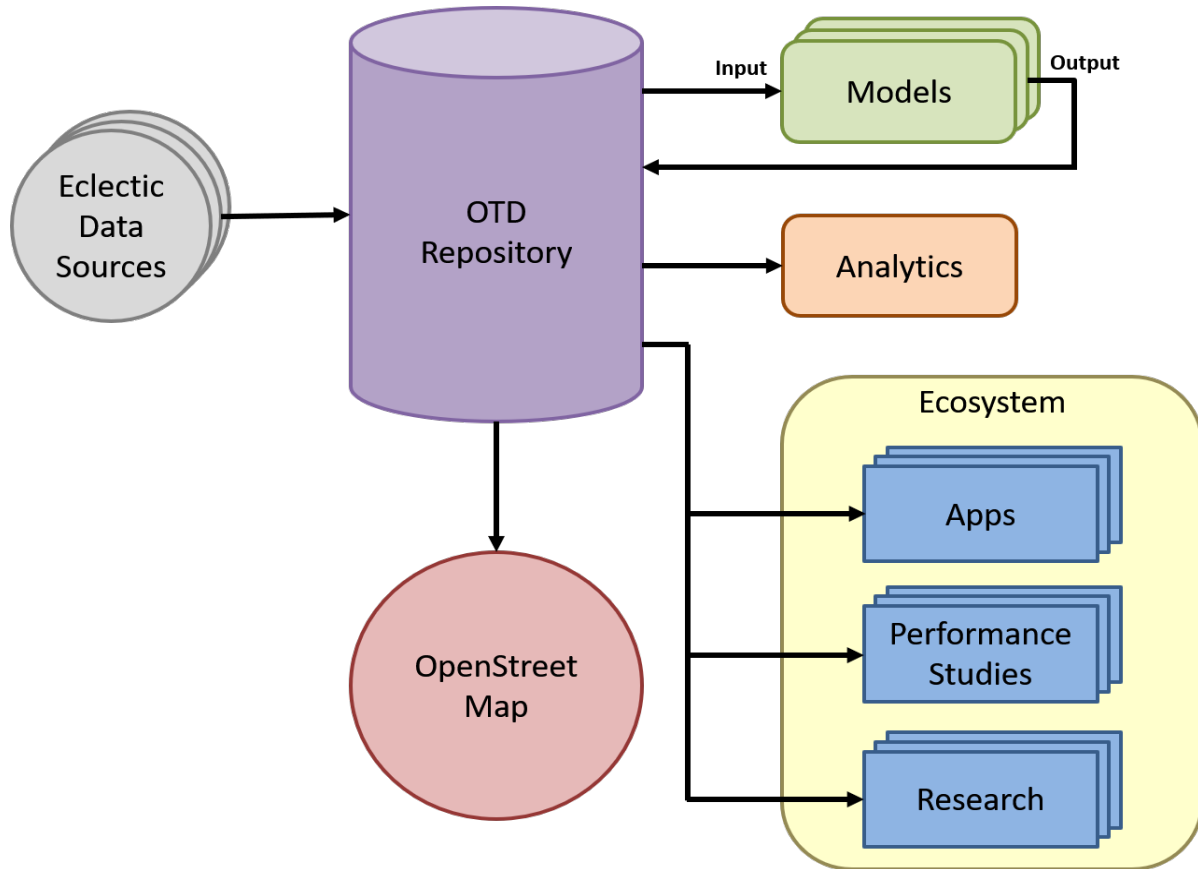 Eclectic
Data
Sources
OTD
Repository
Input
Models
Output
Analytics
OpenStreet
Map
Ecosystem
Apps
Performance
Studies
Research